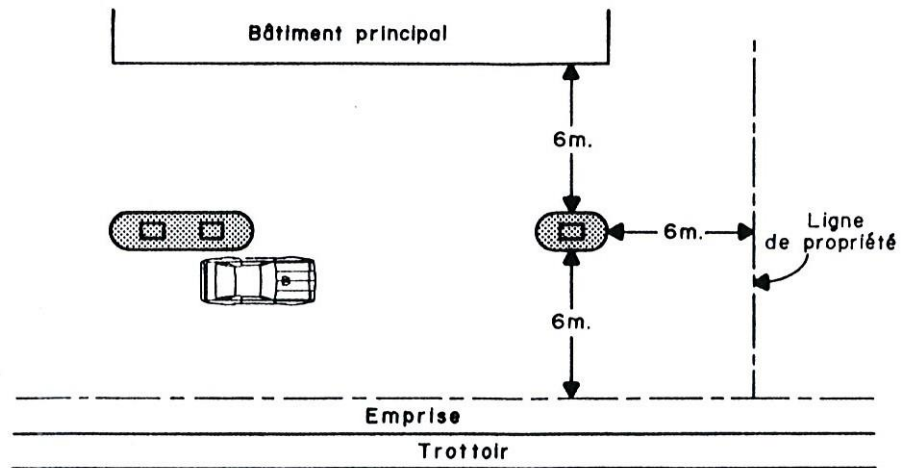 Bâtiment principal
6m.
6m.
Ligne
de propriété
6m.
Emprise
Trottoir